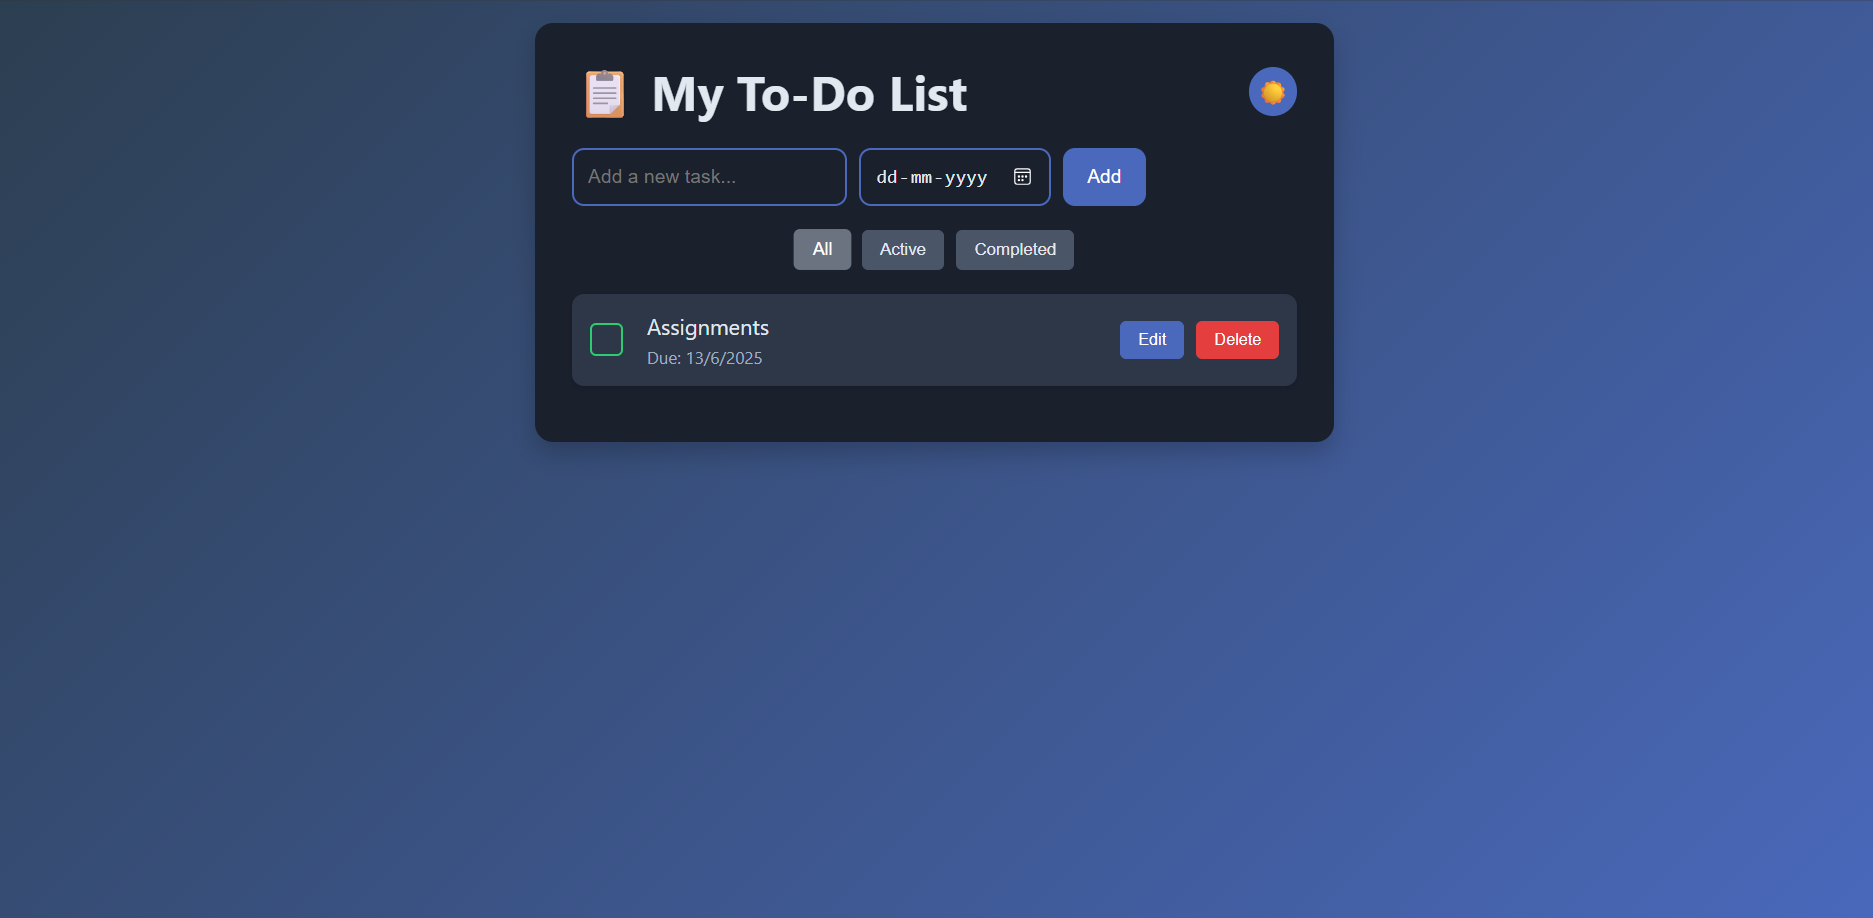 My To-Do List
Add a new task...
dd-mm-yyyy
Add
All
Active
Completed
Assignments
Due: 13/6/2025
Edit
Delete